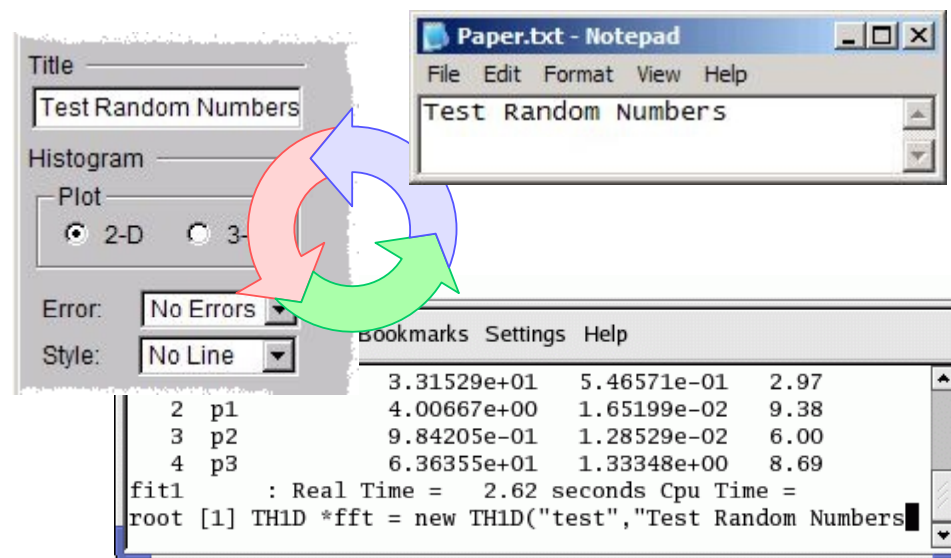 Title
Test Random Numbers
Histogram
Plot
2-D 3-
Error: No Errors
Style: No Line
Paper.txt - Notepad
File Edit Format View Help
Test Random Numbers
Bookmarks Settings Help
3.31529e+01 5.46571e-01 2.97
2 p1 4.00667e+00 1.65199e-02 9.38
3 p2 9.84205e-01 1.28529e-02 6.00
4 p3 6.36355e+01 1.33348e+00 8.69
fit1 : Real Time = 2.62 seconds Cpu Time =
root [1] TH1D *fft = new TH1D("test","Test Random Numbers